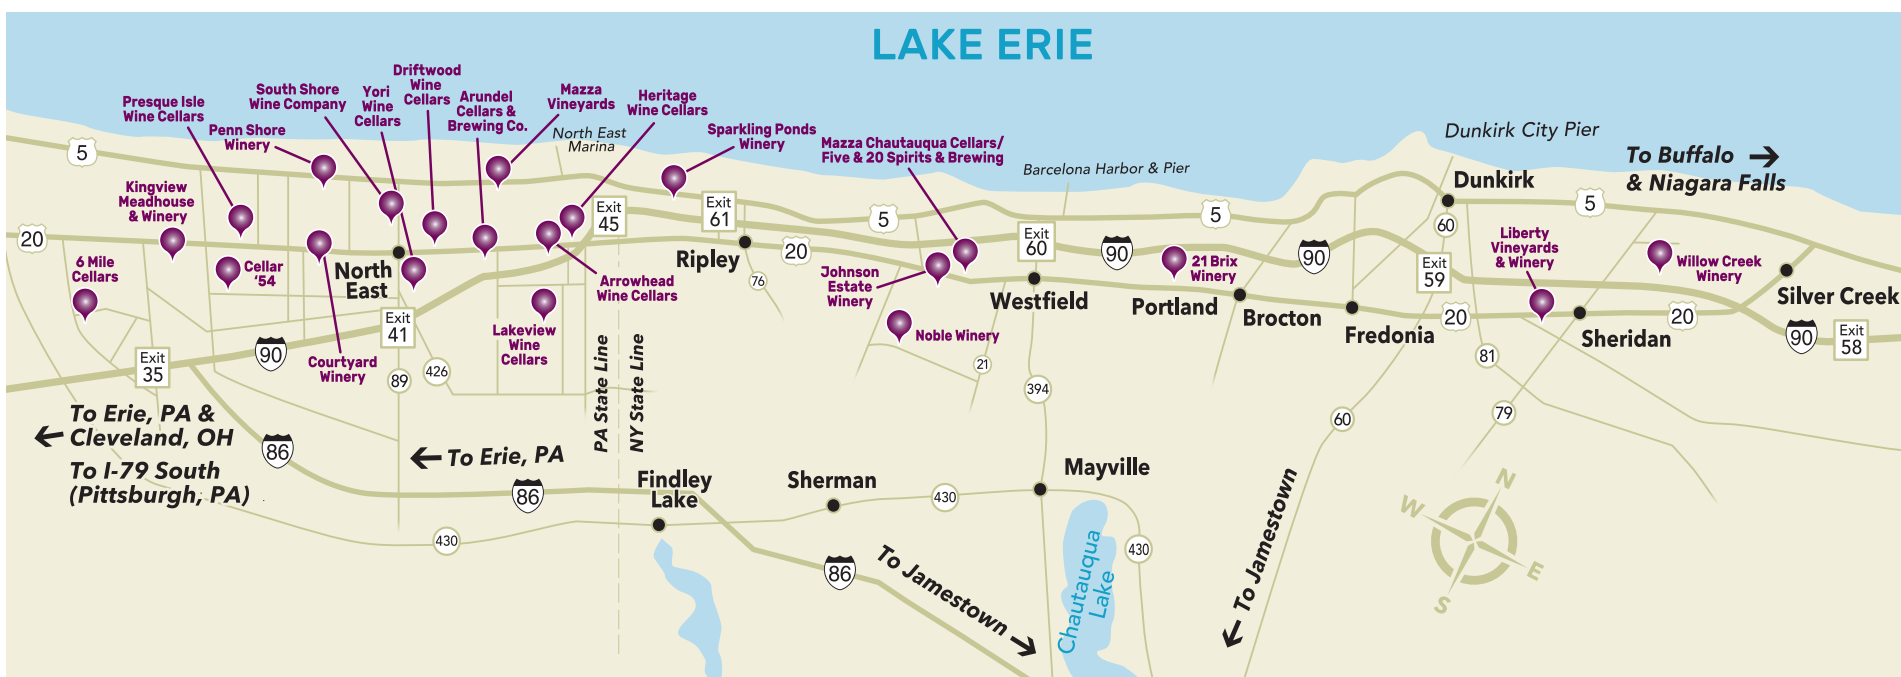 LAKE ERIE
Presque Isle
Wine Cellars
Penn Shore
Winery
South Shore
Wine Company
Yori
Wine
Cellars
Driftwood
Wine
Cellars
Arundel
Cellars &
Brewing Co.
Mazza
Vineyards
Heritage
Wine Cellars
North East
Marina
Sparkling Ponds
Winery
Mazza Chautauqua Cellars/
Five & 20 Spirits & Brewing
Barcelona Harbor & Pier
Dunkirk City Pier
To Buffalo
& Niagara Falls
5
Kingview
Meadhouse
& Winery
20
6 Mile
Cellars
Cellar
‘54
North
East
Exit
45
Exit
61
Ripley
20
76
5
Johnson
Estate
Winery
Exit
60
90
5
21 Brix
Winery
90
Dunkirk
60
5
Exit
59
Liberty
Vineyards
& Winery
Willow Creek
Winery
Silver Creek
Arrowhead
Wine Cellars
Westfield
Portland
Brocton
Fredonia
20
Sheridan
20
90
Exit
58
Exit
41
Lakeview
Wine
Cellars
Noble Winery
Exit
35
90
Courtyard
Winery
89
426
PA State Line
NY State Line
21
394
81
79
60
To Erie, PA &
Cleveland, OH
To I-79 South
(Pittsburgh, PA)
86
To Erie, PA
86
Findley
Lake
Sherman
430
Mayville
430
430
86
To Jamestown
Chautauqua
Lake
To Jamestown
N
W
E
S